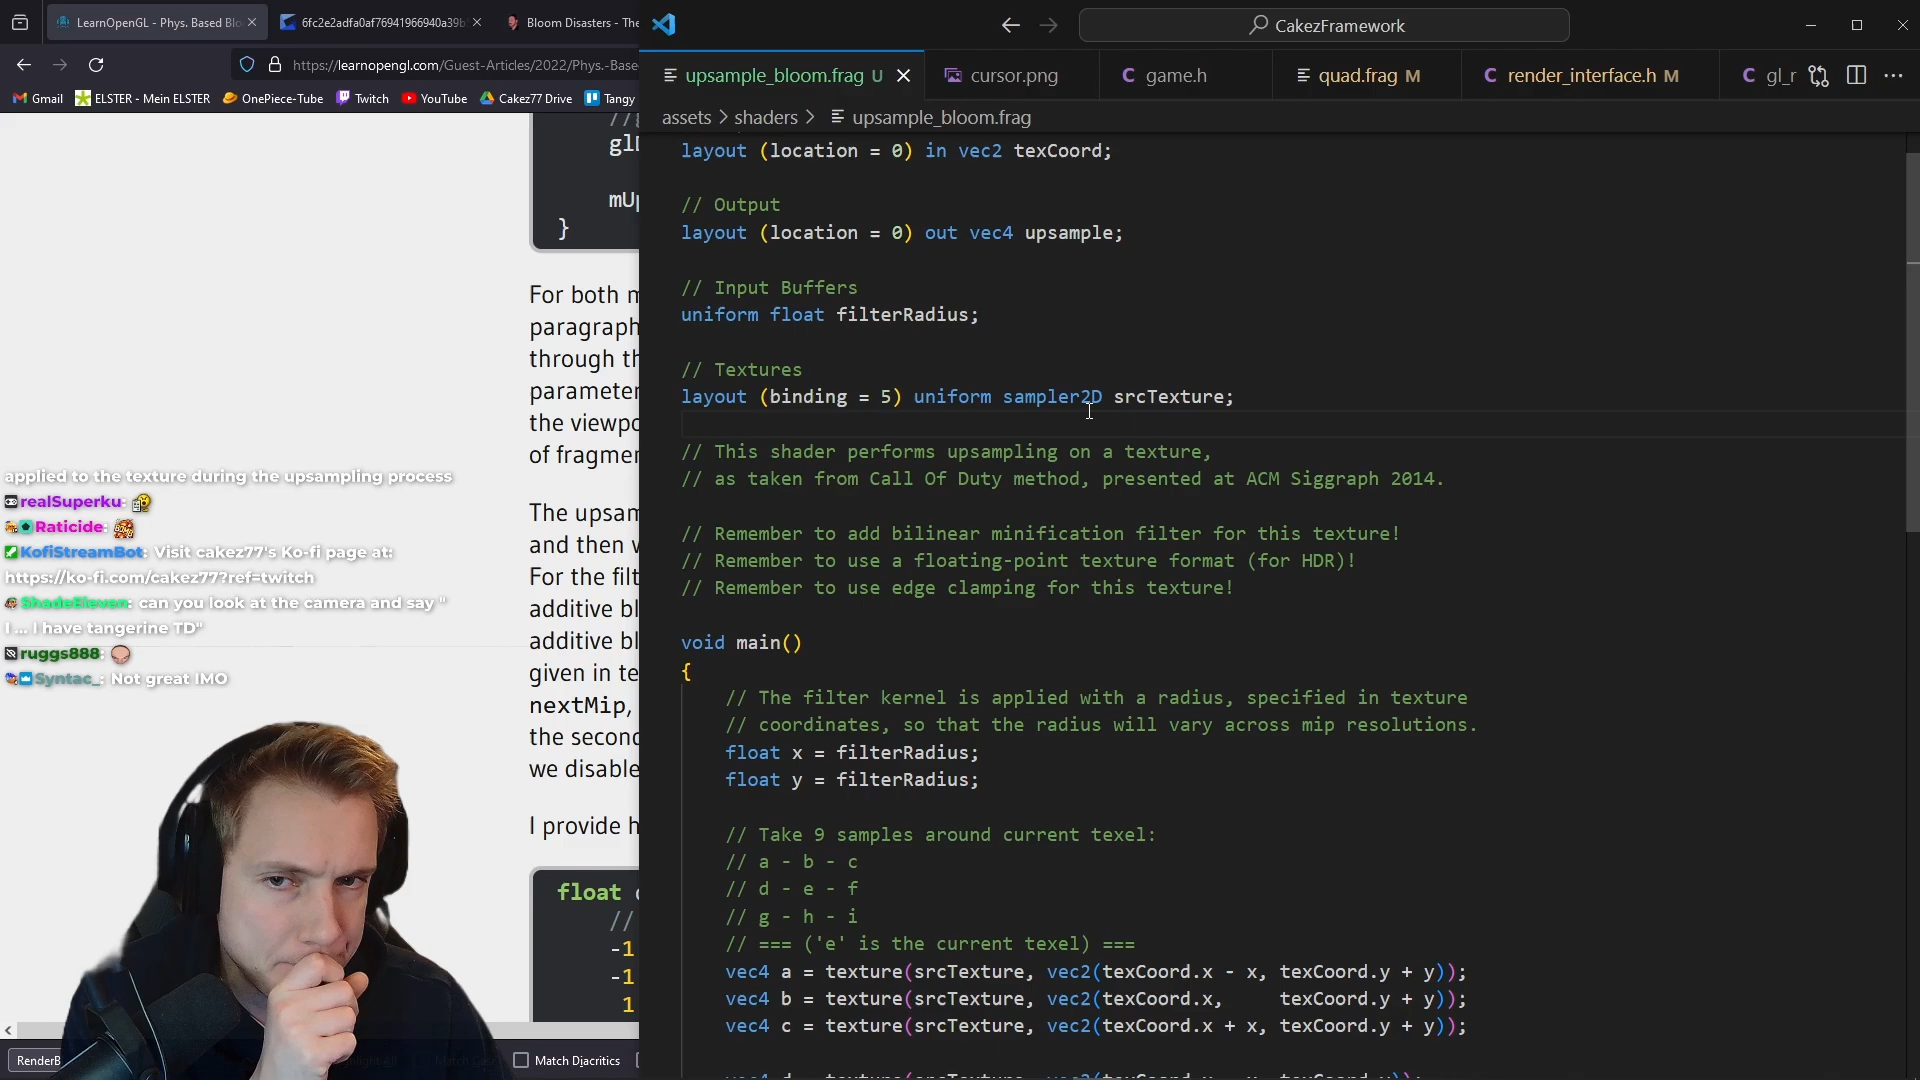 LearnOpenGL - Phys. Based Blo
6fc2e2adfa0af76941966940a39b
Bloom Disasters - The
https://learnopengl.com/Guest-Articles/2022/Phys.-Base
Gmail
ELSTER - Mein ELSTER
OnePiece-Tube
Twitch
YouTube
Cakez77 Drive
Tangy
mUp
}
For both m
paragraph
through th
parameter
the viewpo
of fragmen
The upsam
and then w
For the filt
additive bl
additive bl
given in te
nextMip,
the second
we disable
I provide h
float
//
-1
-1
1
RenderB
Match Diacritics
applied to the texture during the upsampling process
realSuperku:
Raticide:
KofiStreamBot: Visit cakez77's Ko-fi page at:
https://ko-fi.com/cakez77?ref=twitch
ShadeEleven: can you look at the camera and say "
I ... I have tangerine TD"
ruggs888:
Syntac_: Not great IMO
CakezFramework
upsample_bloom.frag U
cursor.png
game.h
quad.frag M
render_interface.h M
gl_r
assets > shaders > upsample_bloom.frag
layout (location = 0) in vec2 texCoord;
// Output
layout (location = 0) out vec4 upsample;
// Input Buffers
uniform float filterRadius;
// Textures
layout (binding = 5) uniform sampler2D srcTexture;
// This shader performs upsampling on a texture,
// as taken from Call Of Duty method, presented at ACM Siggraph 2014.
// Remember to add bilinear minification filter for this texture!
// Remember to use a floating-point texture format (for HDR)!
// Remember to use edge clamping for this texture!
void main()
{
// The filter kernel is applied with a radius, specified in texture
// coordinates, so that the radius will vary across mip resolutions.
float x = filterRadius;
float y = filterRadius;
// Take 9 samples around current texel:
// a - b - c
// d - e - f
// g - h - i
// === ('e' is the current texel) ===
vec4 a = texture(srcTexture, vec2(texCoord.x - x, texCoord.y + y));
vec4 b = texture(srcTexture, vec2(texCoord.x,     texCoord.y + y));
vec4 c = texture(srcTexture, vec2(texCoord.x + x, texCoord.y + y));